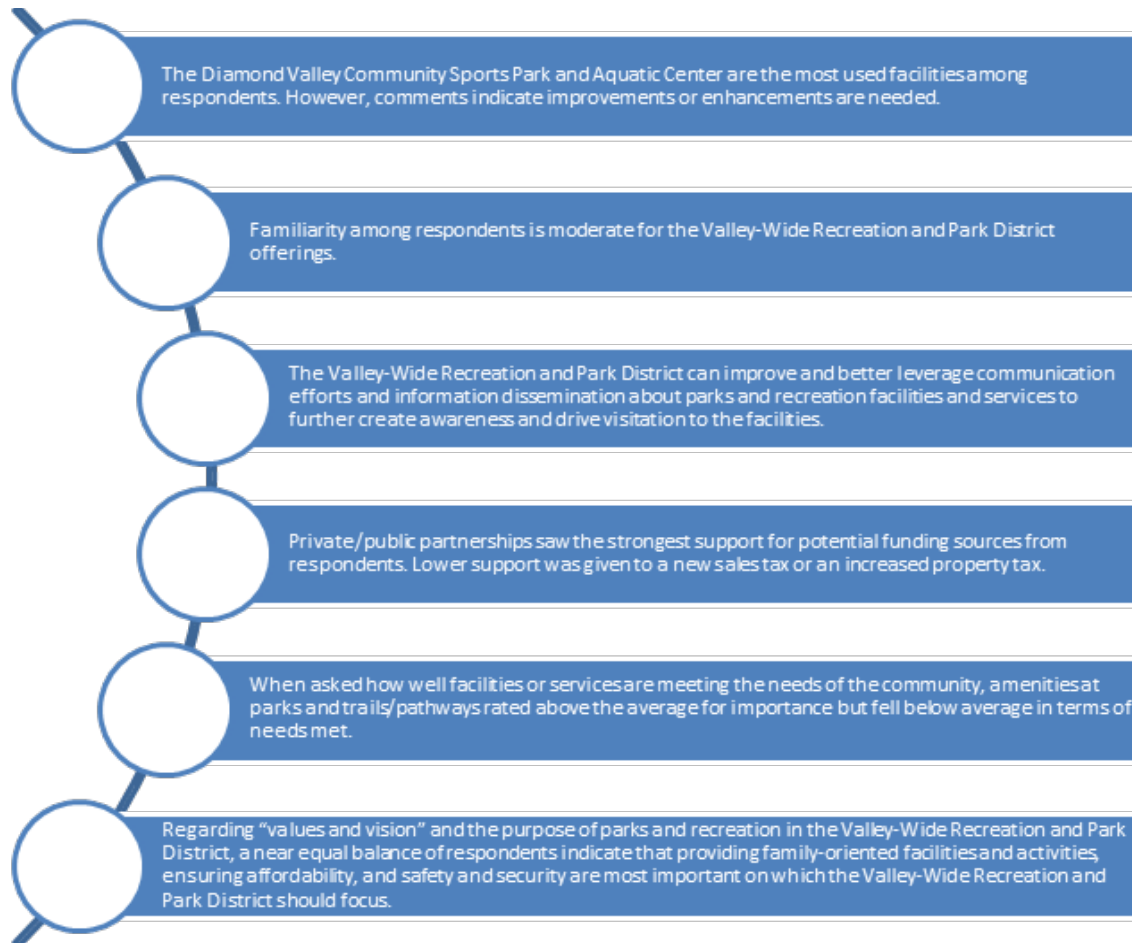 The Diamond Valley Community Sports Park and Aquatic Center are the most used facilities among
respondents. However, comments indicate improvements or enhancements are needed.
Familiarity among respondents is moderate for the Valley-Wide Recreation and Park District
offerings.
The Valley-Wide Recreation and Park District can improve and better leverage communication
efforts and information dissemination about parks and recreation facilities and services to
further create awareness and drive visitation to the facilities.
Private/public partnerships saw the strongest support for potential funding sources from
respondents. Lower support was given to a new sales tax or an increased property tax.
When asked how well facilities or services are meeting the needs of the community, amenities at
parks and trails/pathways rated above the average for importance but fell below average in terms of
needs met.
Regarding “values and vision” and the purpose of parks and recreation in the Valley-Wide Recreation and Park
District, a near equal balance of respondents indicate that providing family-oriented facilities and activities,
ensuring affordability, and safety and security are most important on which the Valley-Wide Recreation and
Park District should focus.